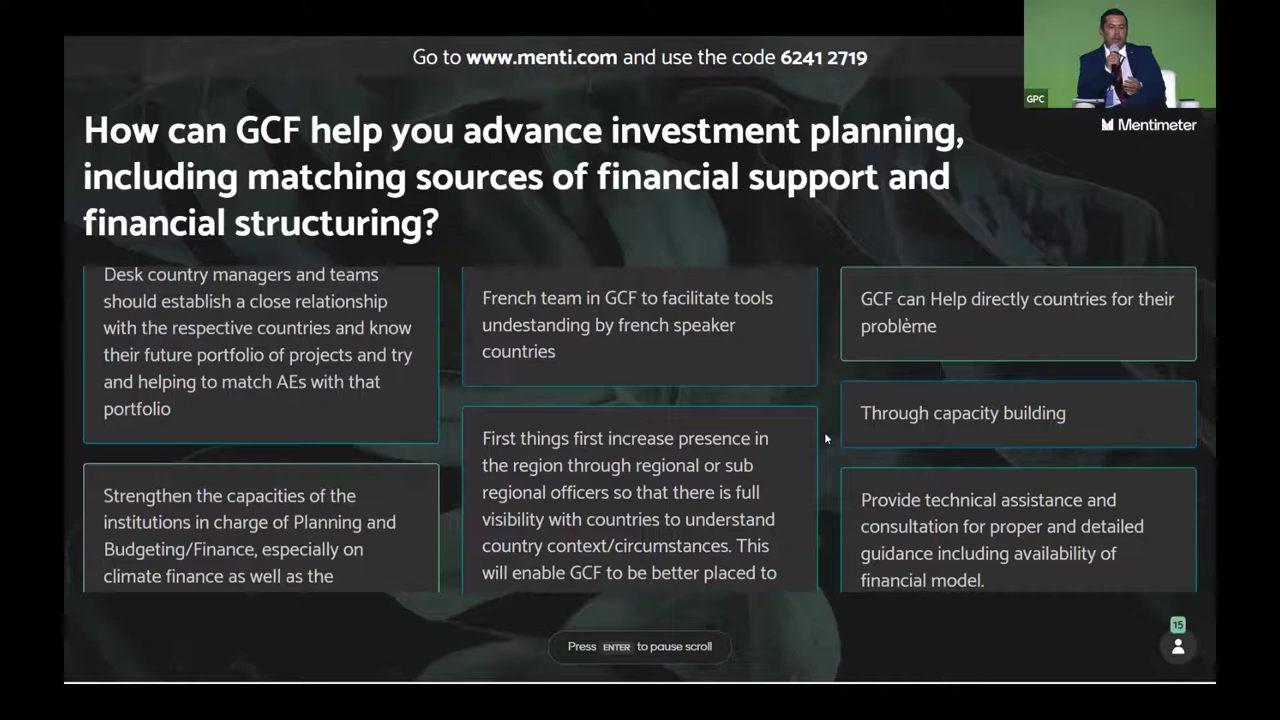 Go to www.menti.com and use the code 6241 2719
GPC
Mentimeter
How can GCF help you advance investment planning,
including matching sources of financial support and
financial structuring?
Desk country managers and teams
should establish a close relationship
with the respective countries and know
their future portfolio of projects and try
and helping to match AEs with that
portfolio
Strengthen the capacities of the
institutions in charge of Planning and
Budgeting/Finance, especially on
climate finance as well as the
French team in GCF to facilitate tools
undestanding by french speaker
countries
First things first increase presence in
the region through regional or sub
regional officers so that there is full
visibility with countries to understand
country context/circumstances. This
will enable GCF to be better placed to
GCF can Help directly countries for their
problème
Through capacity building
Provide technical assistance and
consultation for proper and detailed
guidance including availability of
financial model.
Press ENTER to pause scroll
15